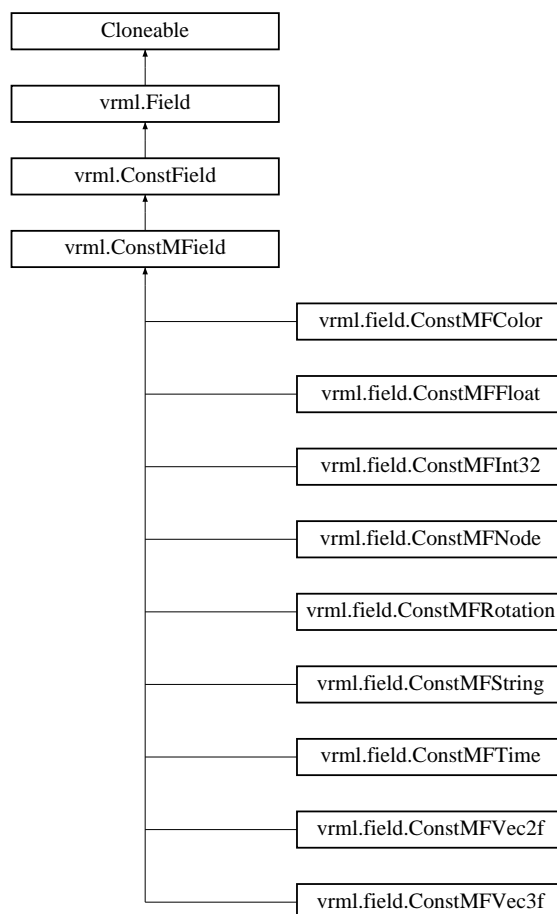 Cloneable
vrml.Field
vrml.ConstField
vrml.ConstMField
vrml.field.ConstMFColor
vrml.field.ConstMFFloat
vrml.field.ConstMFInt32
vrml.field.ConstMFNode
vrml.field.ConstMFRotation
vrml.field.ConstMFString
vrml.field.ConstMFTime
vrml.field.ConstMFVec2f
vrml.field.ConstMFVec3f